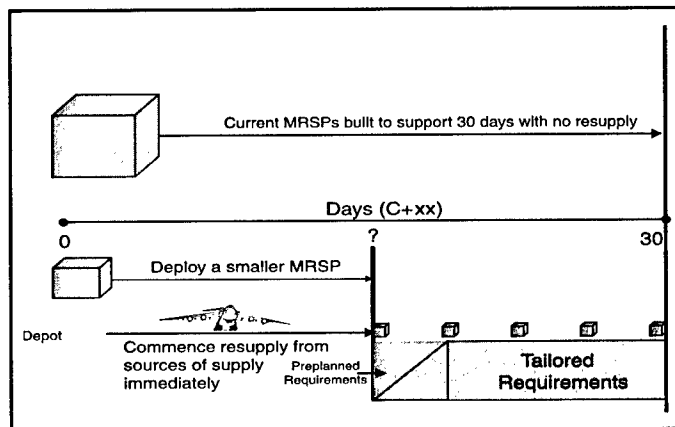 Current MRSPs built to support 30 days with no resupply
Days (C+xx)
0
?
30
Deploy a smaller MRSP
Depot
Commence resupply from
sources of supply
immediately
Preplanned
Requirements
Tailored
Requirements